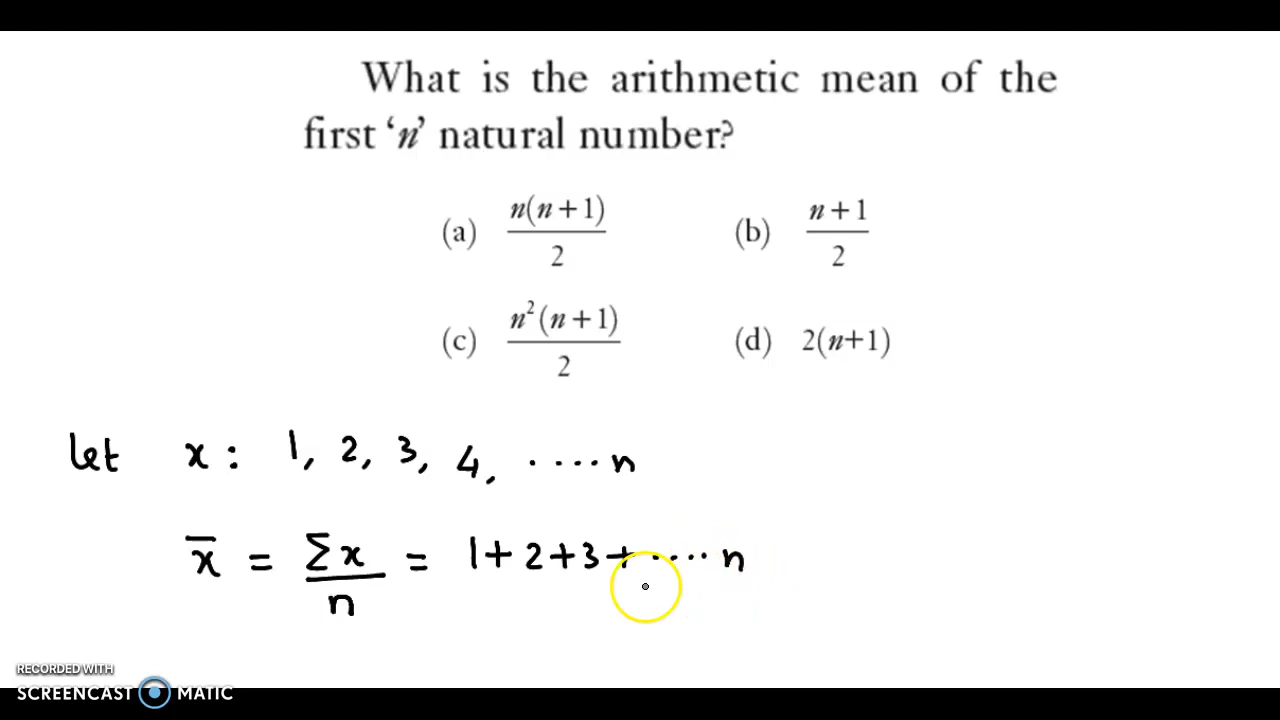 What is the arithmetic mean of the
first ‘n’ natural number?
(a) n(n+1)/2 (b) n+1/2
(c) n²(n+1)/2 (d) 2(n+1)
let x : 1, 2, 3, 4, ....n
x̅ = Σx/n = 1+2+3+....n
RECORDED WITH
SCREENCAST MATIC